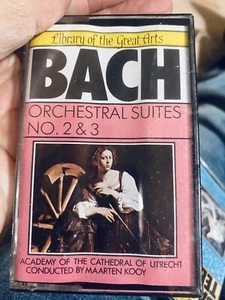 Library of the Great Arts
BACH
ORCHESTRAL SUITES
NO. 2 & 3
ACADEMY OF THE CATHEDRAL OF UTRECHT
CONDUCTED BY MAARTEN KOOY